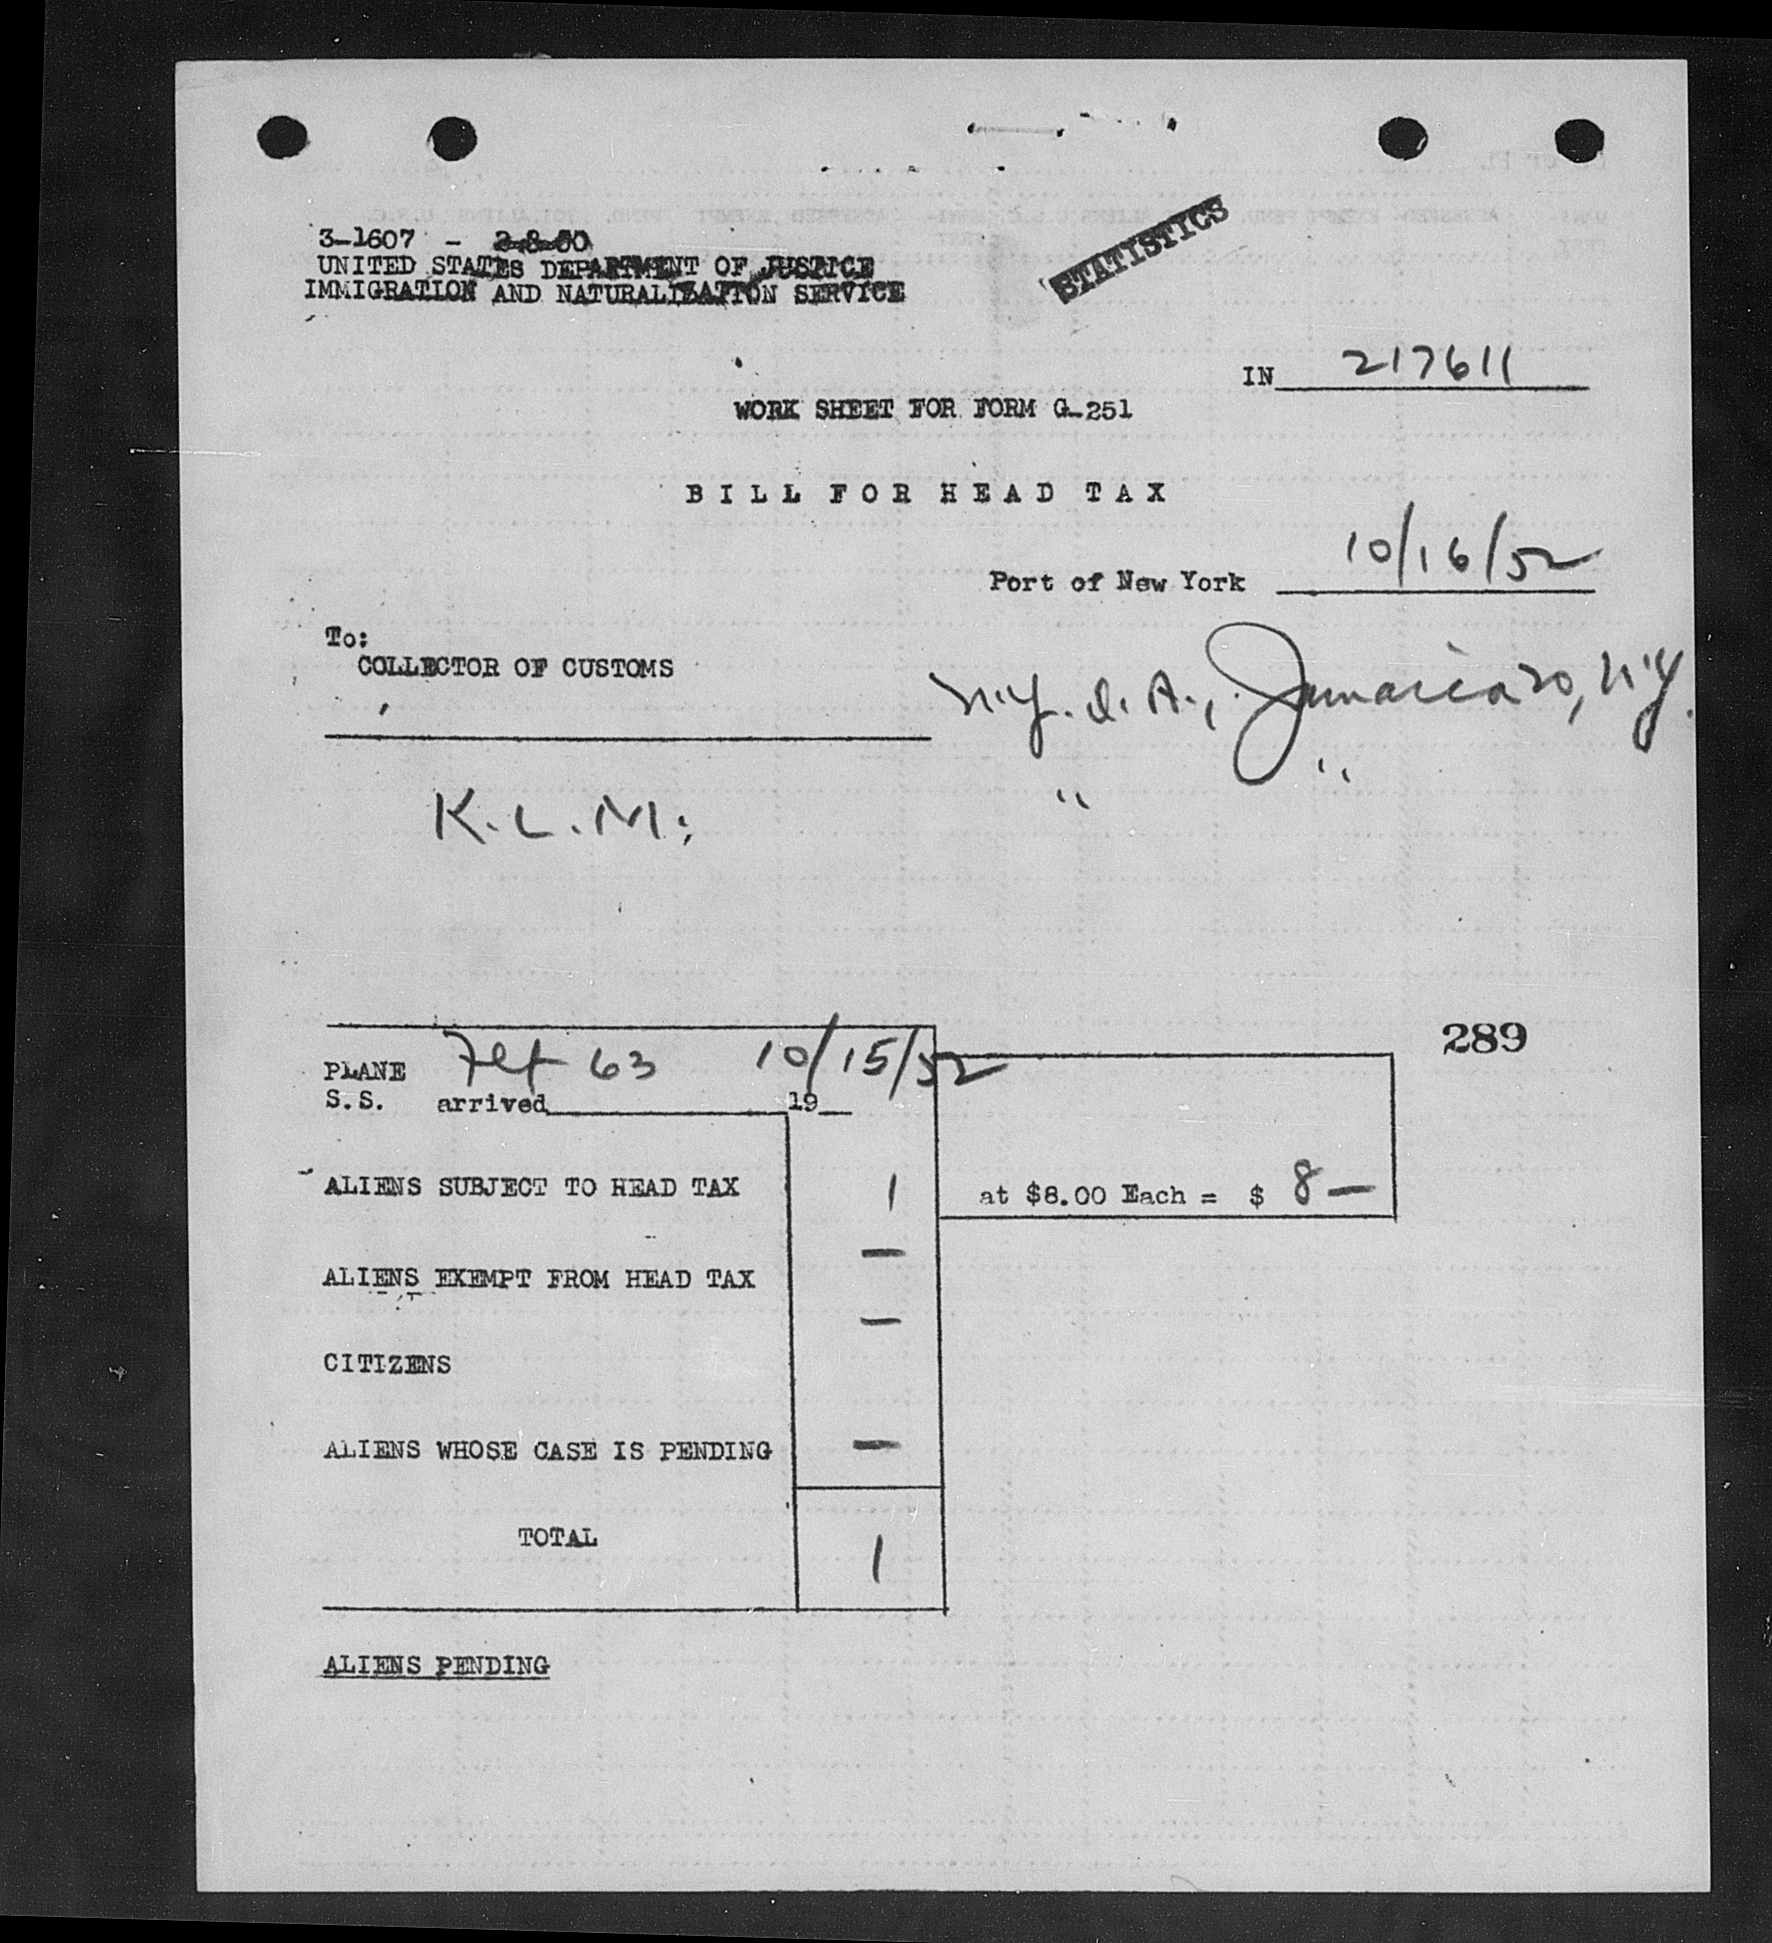 3-1607 - 2-8-50
UNITED STATES DEPARTMENT OF JUSTICE
IMMIGRATION AND NATURALIZATION SERVICE
STATISTICS
IN 217611
WORK SHEET FOR FORM G-251
BILL FOR HEAD TAX
Port of New York 10/16/52
To:
COLLECTOR OF CUSTOMS
N.Y. I. A., Jamaica 30, N.Y.
" "
K.L.M.
289
PLANE Flt 63 10/15/52
S.S. arrived 19
ALIENS SUBJECT TO HEAD TAX 1 at $8.00 Each = $ 8 —
ALIENS EXEMPT FROM HEAD TAX —
CITIZENS —
ALIENS WHOSE CASE IS PENDING —
TOTAL 1
ALIENS PENDING